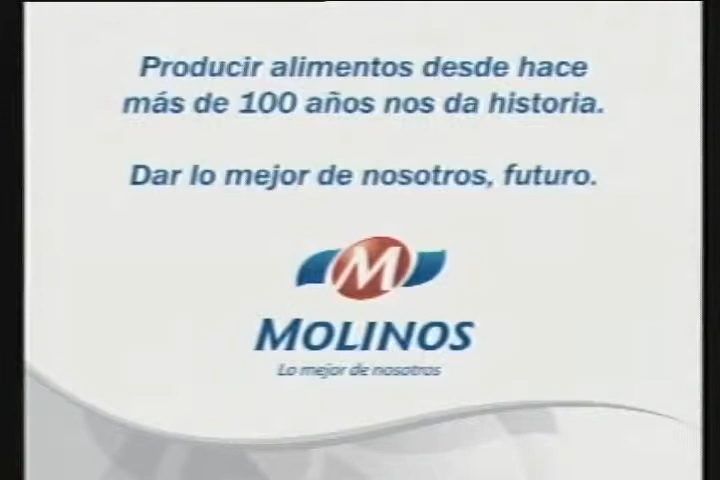 Producir alimentos desde hace
más de 100 años nos da historia.
Dar lo mejor de nosotros, futuro.
M
MOLINOS
Lo mejor de nosotros